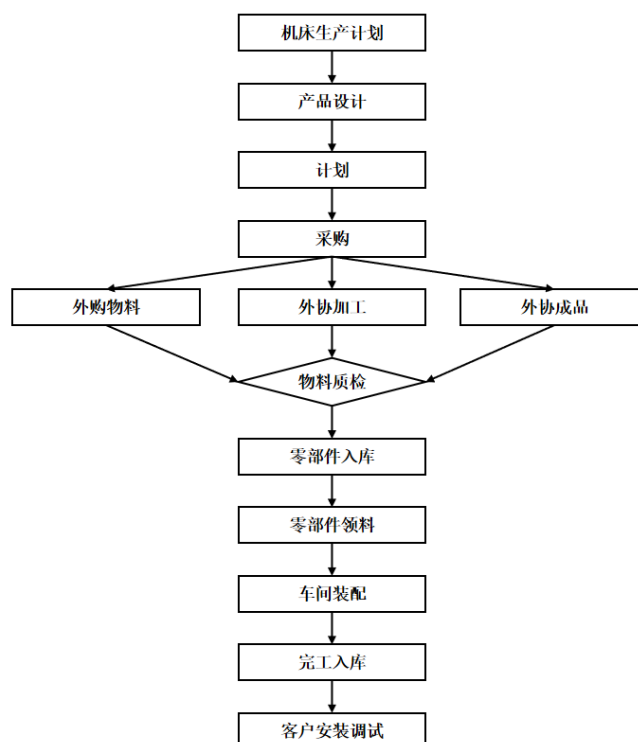 机床生产计划
产品设计
计划
采购
外购物料
外协加工
外协成品
物料质检
零部件入库
零部件领料
车间装配
完工入库
客户安装调试